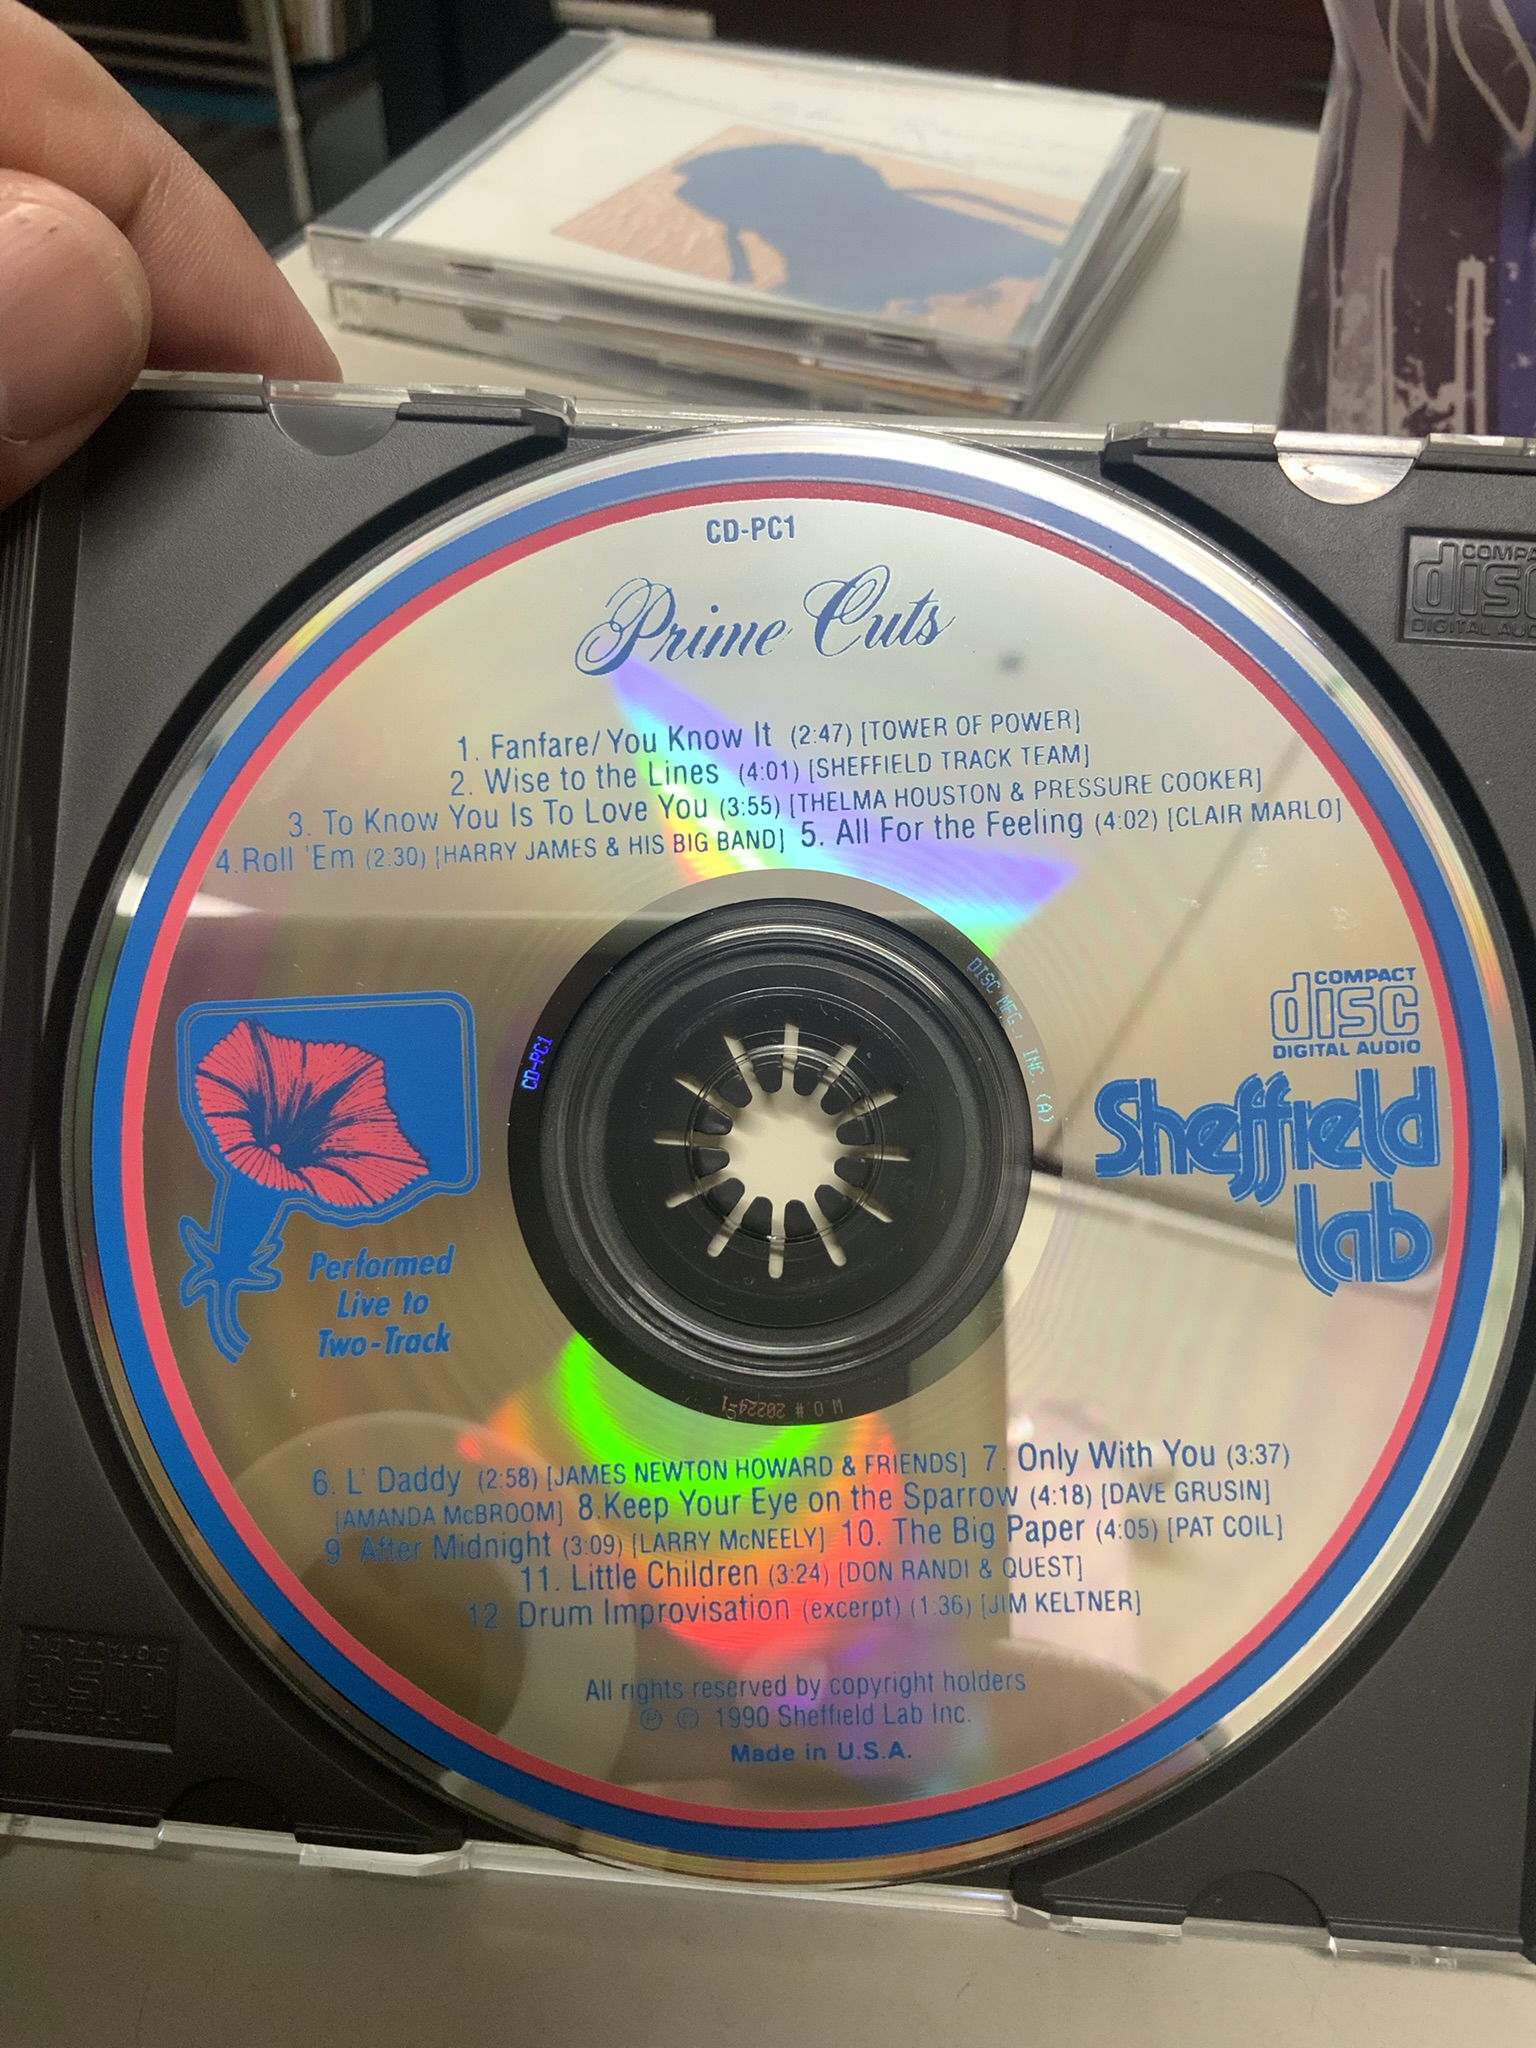 CD-PC1
Prime Cuts
1. Fanfare/You Know It (2:47) [TOWER OF POWER]
2. Wise to the Lines (4:01) [SHEFFIELD TRACK TEAM]
3. To Know You Is To Love You (3:55) [THELMA HOUSTON & PRESSURE COOKER]
4.Roll 'Em (2:30) [HARRY JAMES & HIS BIG BAND] 5. All For the Feeling (4:02) [CLAIR MARLO]
COMPACT
disc
DIGITAL AUDIO
Sheffield
Lab
Performed
Live to
Two-Track
CD-PC1
DISC MFG., INC. (A)
W.O.# 20224-1
6. L' Daddy (2:58) [JAMES NEWTON HOWARD & FRIENDS] 7. Only With You (3:37)
[AMANDA McBROOM] 8.Keep Your Eye on the Sparrow (4:18) [DAVE GRUSIN]
9 After Midnight (3:09) [LARRY McNEELY] 10. The Big Paper (4:05) [PAT COIL]
11. Little Children (3:24) [DON RANDI & QUEST]
12 Drum Improvisation (excerpt) (1:36) [JIM KELTNER]
All rights reserved by copyright holders
℗ © 1990 Sheffield Lab Inc.
Made in U.S.A.
disc
DIGITAL